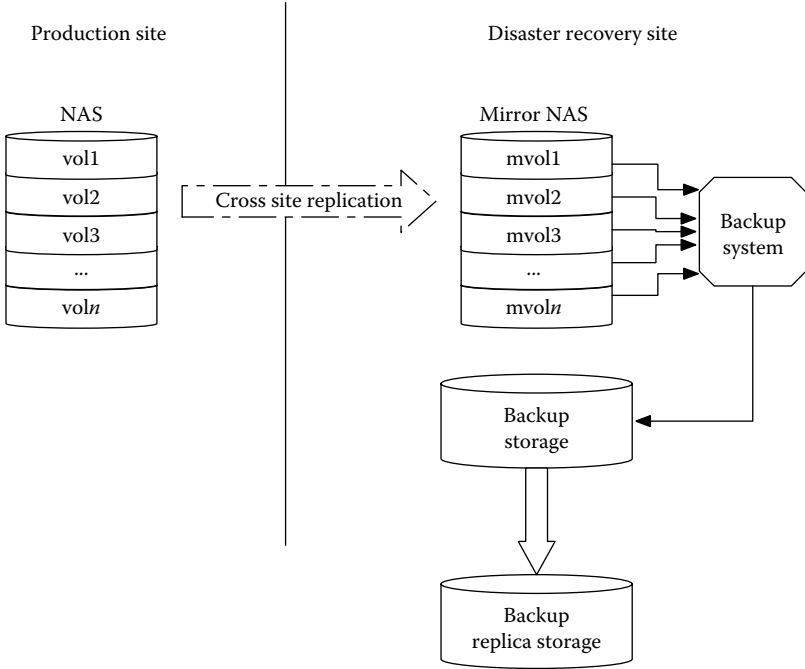 Production site
Disaster recovery site
NAS
vol1
vol2
vol3
...
voln
Cross site replication
Mirror NAS
mvol1
mvol2
mvol3
...
mvoln
Backup
system
Backup
storage
Backup
replica storage